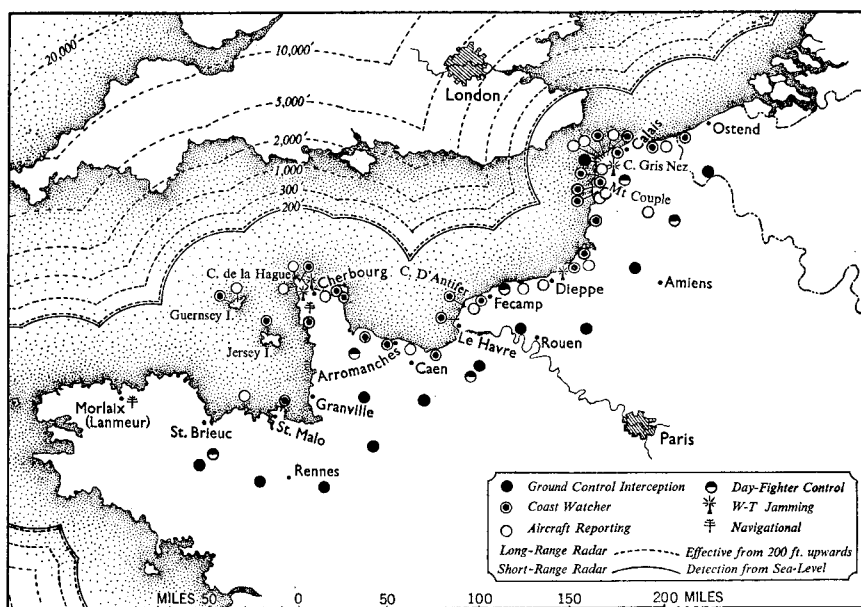 20,000'
10,000'
5,000'
2,000'
1,000
300
200
London
Ostend
Calais
C. Gris Nez
Mt Couple
C. de la Hague
Cherbourg
C. D'Antifer
Dieppe
Amiens
Fecamp
Guernsey I.
Jersey I.
Le Havre
Rouen
Arromanches
Caen
Morlaix
(Lanmeur)
St. Brieuc
St. Malo
Granville
Paris
Rennes
Ground Control Interception
Day-Fighter Control
Coast Watcher
W-T Jamming
Aircraft Reporting
Navigational
Long-Range Radar Effective from 200 ft. upwards
Short-Range Radar Detection from Sea-Level
MILES 50 0 50 100 150 200 MILES